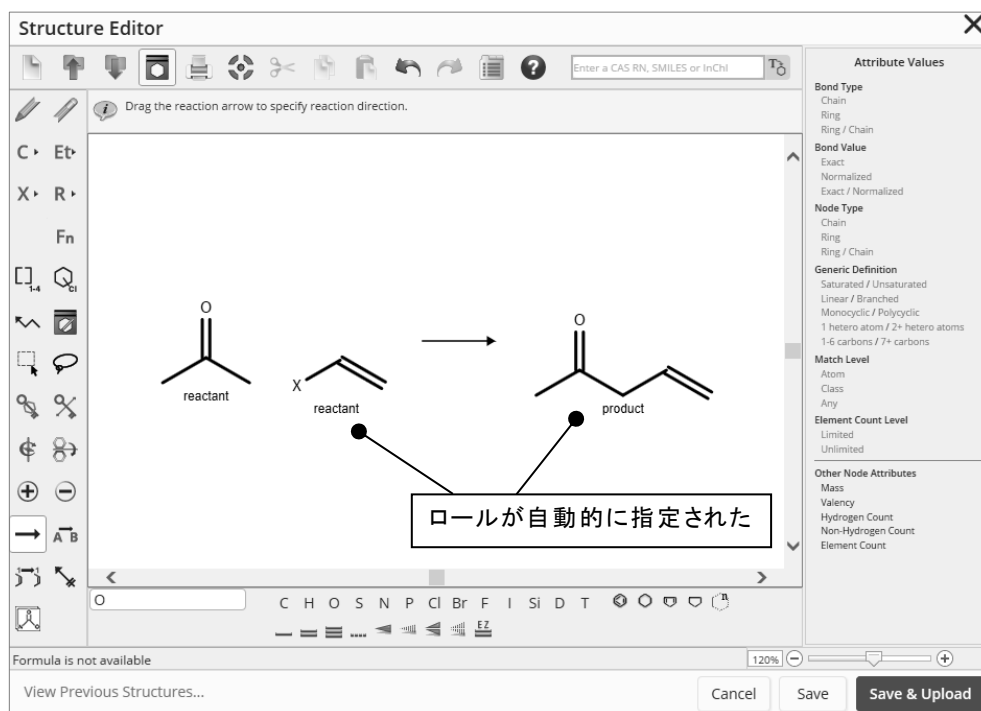 Structure Editor
Enter a CAS RN, SMILES or InChI
Drag the reaction arrow to specify reaction direction.
C Et
X R
Fn
1-4
Cl
A B
O
reactant
X
reactant
O
product
ロールが自動的に指定された
O
C H O S N P Cl Br F I Si D T
n
EZ
Formula is not available
120%
View Previous Structures...
Cancel
Save
Save & Upload
Attribute Values
Bond Type
Chain
Ring
Ring / Chain
Bond Value
Exact
Normalized
Exact / Normalized
Node Type
Chain
Ring
Ring / Chain
Generic Definition
Saturated / Unsaturated
Linear / Branched
Monocyclic / Polycyclic
1 hetero atom / 2+ hetero atoms
1-6 carbons / 7+ carbons
Match Level
Atom
Class
Any
Element Count Level
Limited
Unlimited
Other Node Attributes
Mass
Valency
Hydrogen Count
Non-Hydrogen Count
Element Count